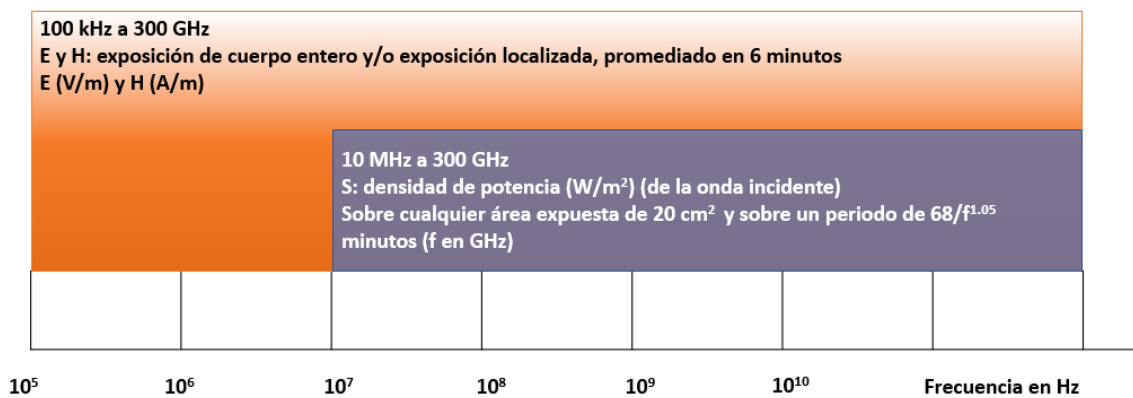 100 kHz a 300 GHz
E y H: exposición de cuerpo entero y/o exposición localizada, promediado en 6 minutos
E (V/m) y H (A/m)
10 MHz a 300 GHz
S: densidad de potencia (W/m²) (de la onda incidente)
Sobre cualquier área expuesta de 20 cm² y sobre un periodo de 68/f¹·⁰⁵
minutos (f en GHz)
10⁵ 10⁶ 10⁷ 10⁸ 10⁹ 10¹⁰ Frecuencia en Hz